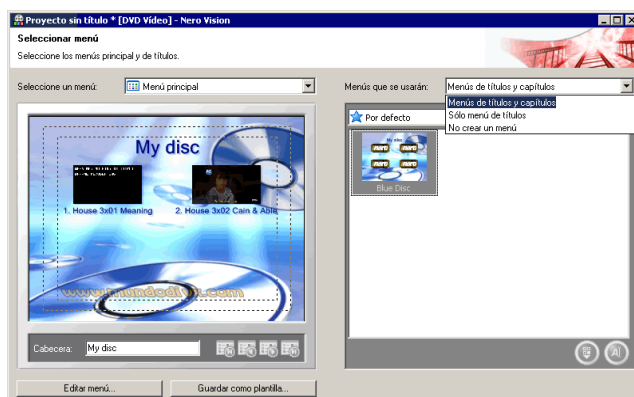 Proyecto sin título * [DVD Vídeo] - Nero Vision
Seleccionar menú
Seleccione los menús principal y de títulos.
Seleccione un menú:
Menú principal
Menús que se usarán:
Menús de títulos y capítulos
Menús de títulos y capítulos
Sólo menú de títulos
No crear un menú
Por defecto
My disc
1. House 3x01 Meaning
2. House 3x02 Cain & Able
Blue Disc
www.mundodivx.com
Cabecera:
My disc
Editar menú...
Guardar como plantilla...